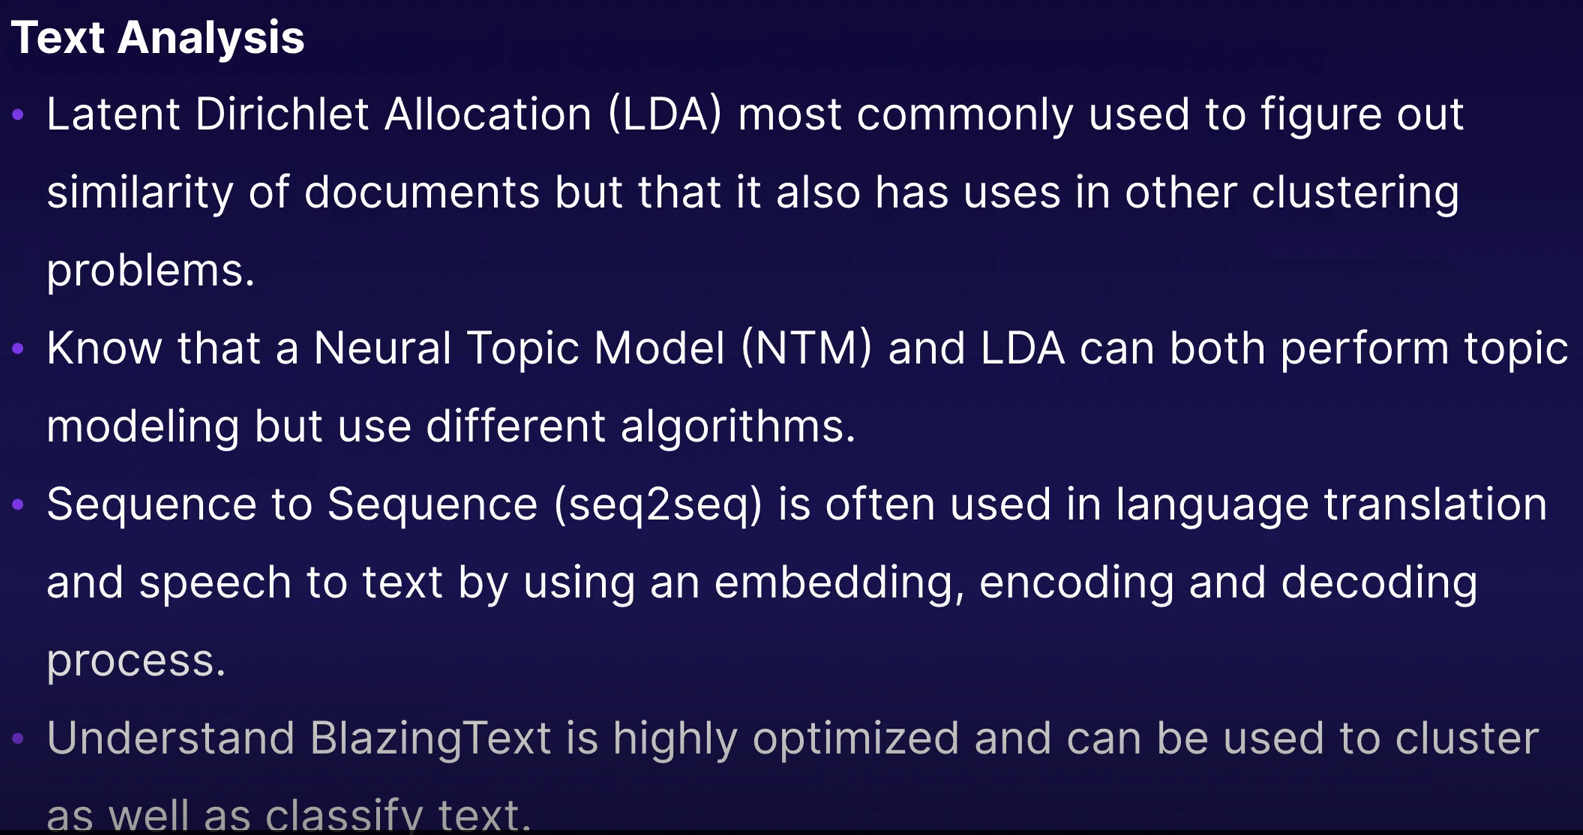 Text Analysis
• Latent Dirichlet Allocation (LDA) most commonly used to figure out
similarity of documents but that it also has uses in other clustering
problems.
• Know that a Neural Topic Model (NTM) and LDA can both perform topic
modeling but use different algorithms.
• Sequence to Sequence (seq2seq) is often used in language translation
and speech to text by using an embedding, encoding and decoding
process.
• Understand BlazingText is highly optimized and can be used to cluster
as well as classify text.